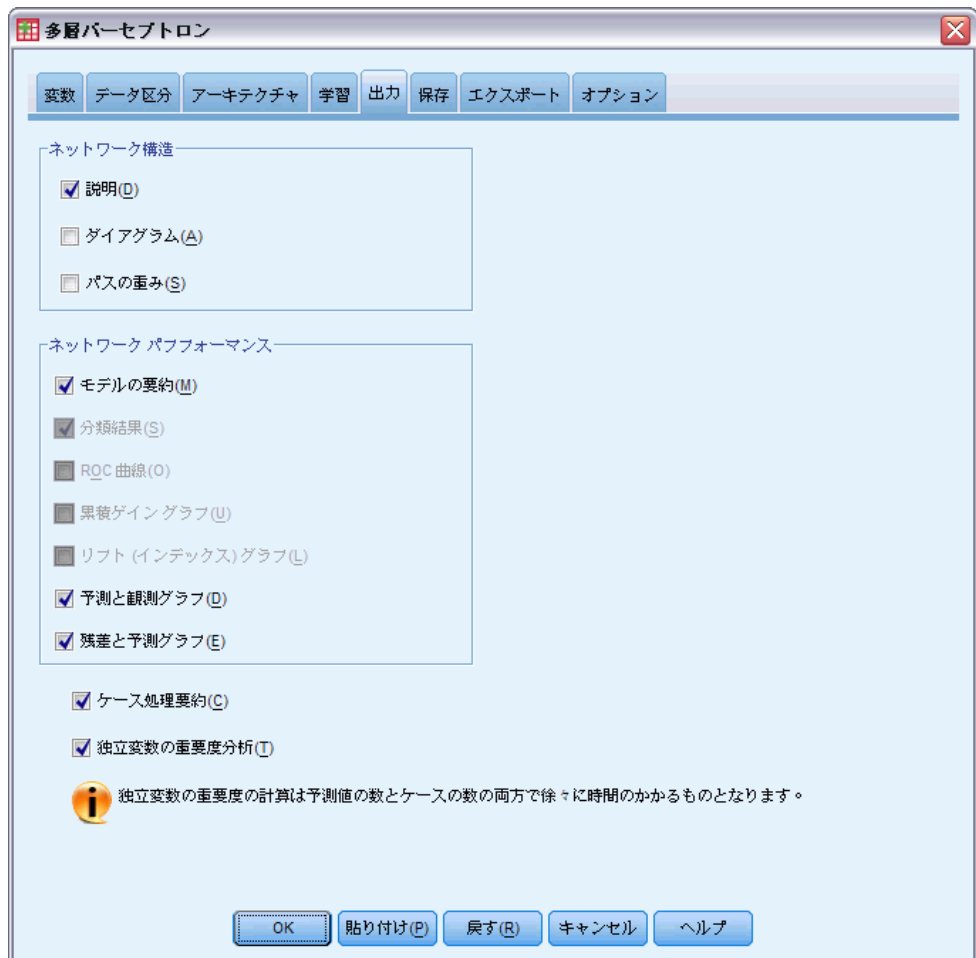 多層パーセプトロン
変数 データ区分 アーキテクチャ 学習 出力 保存 エクスポート オプション
ネットワーク構造
説明(D)
ダイアグラム(A)
パスの重み(S)
ネットワーク パフフォーマンス
モデルの要約(M)
分類結果(S)
ROC 曲線(O)
累積ゲイン グラフ(U)
リフト (インデックス) グラフ(L)
予測と観測グラフ(D)
残差と予測グラフ(E)
ケース処理要約(C)
独立変数の重要度分析(T)
独立変数の重要度の計算は予測値の数とケースの数の両方で徐々に時間のかかるものとなります。
OK 貼り付け(P) 戻す(R) キャンセル ヘルプ